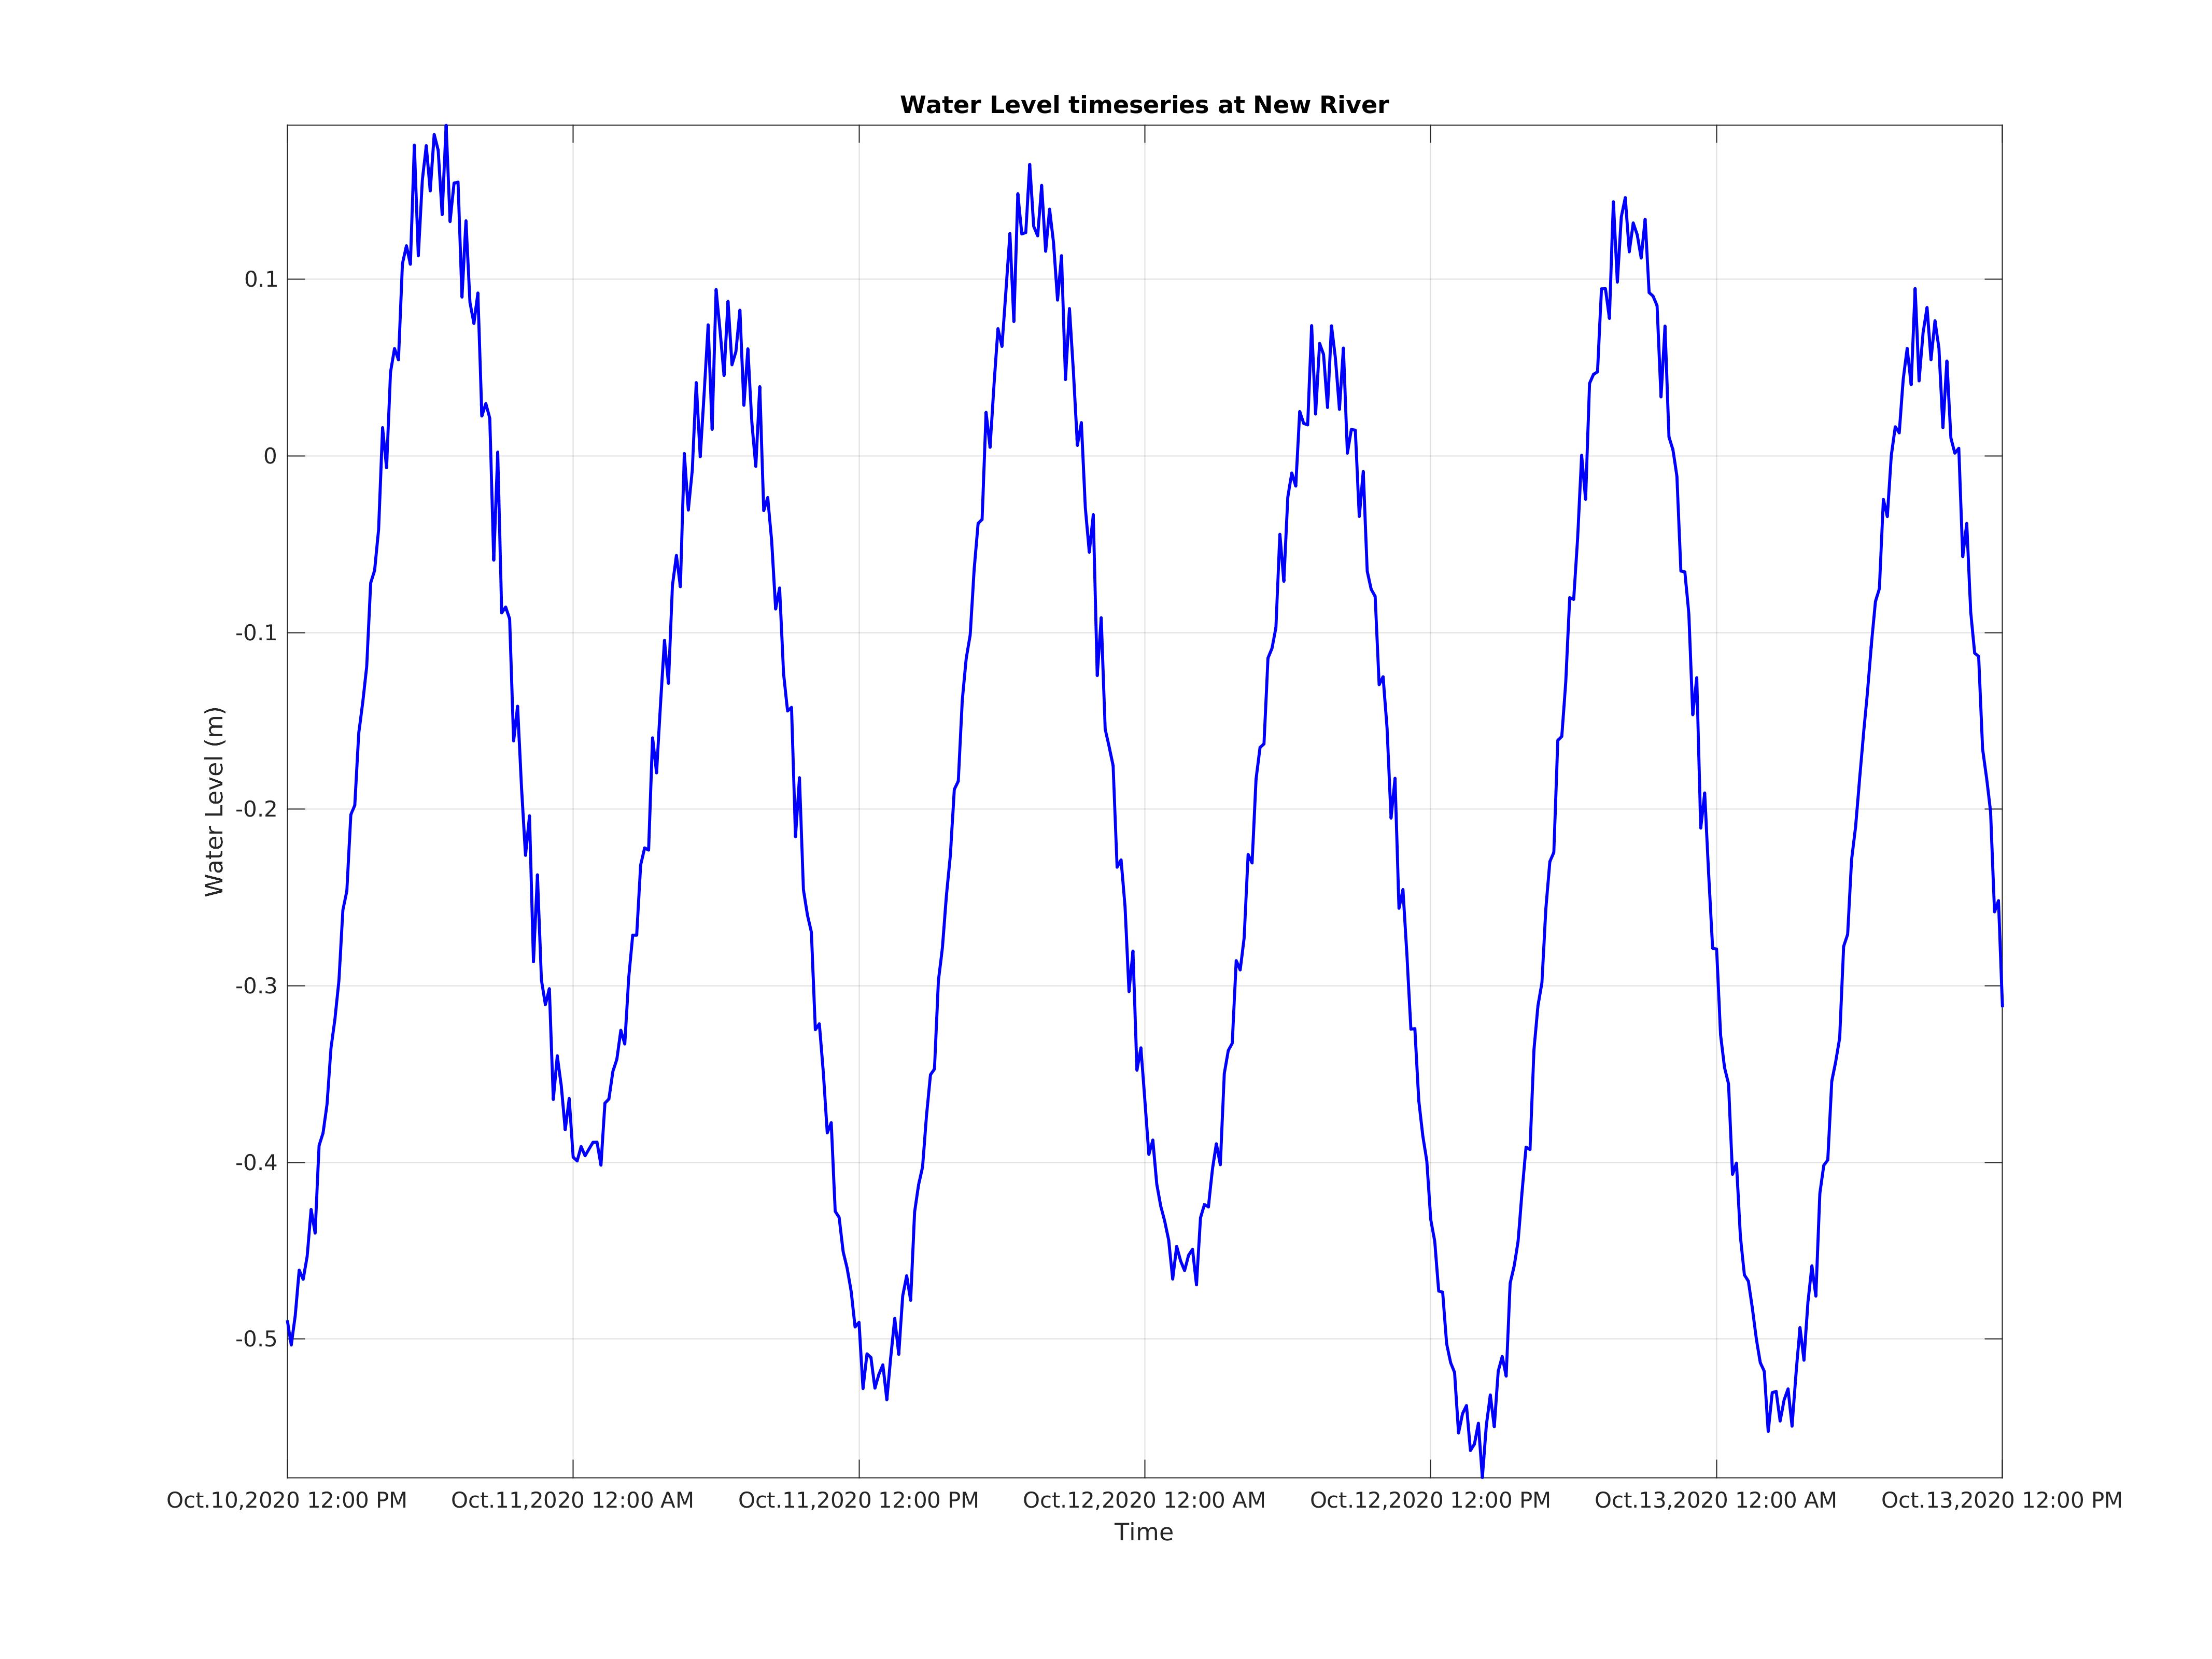 Water Level timeseries at New River
0.1
0
-0.1
-0.2
-0.3
-0.4
-0.5
Water Level (m)
Oct.10,2020 12:00 PM
Oct.11,2020 12:00 AM
Oct.11,2020 12:00 PM
Oct.12,2020 12:00 AM
Oct.12,2020 12:00 PM
Oct.13,2020 12:00 AM
Oct.13,2020 12:00 PM
Time